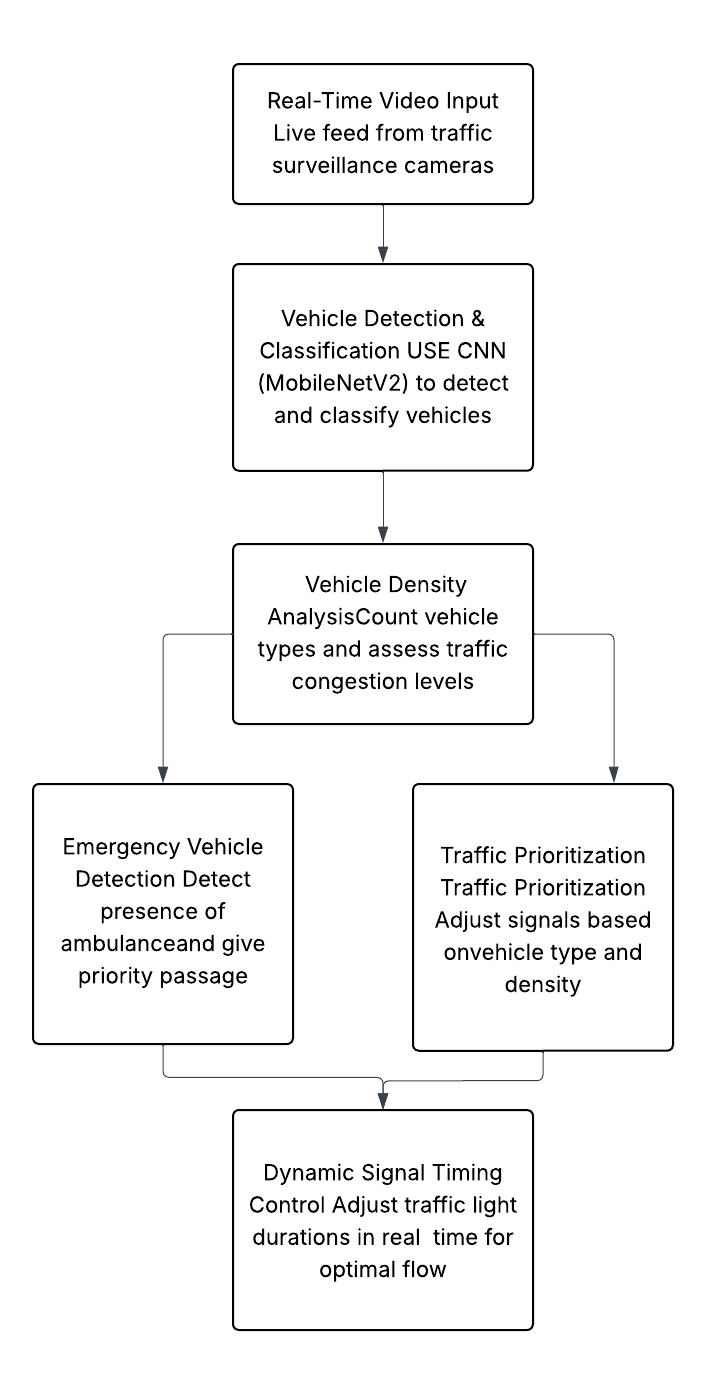 Real-Time Video Input
Live feed from traffic
surveillance cameras
Vehicle Detection &
Classification USE CNN
(MobileNetV2) to detect
and classify vehicles
Vehicle Density
AnalysisCount vehicle
types and assess traffic
congestion levels
Emergency Vehicle
Detection Detect
presence of
ambulanceand give
priority passage
Traffic Prioritization
Traffic Prioritization
Adjust signals based
onvehicle type and
density
Dynamic Signal Timing
Control Adjust traffic light
durations in real  time for
optimal flow